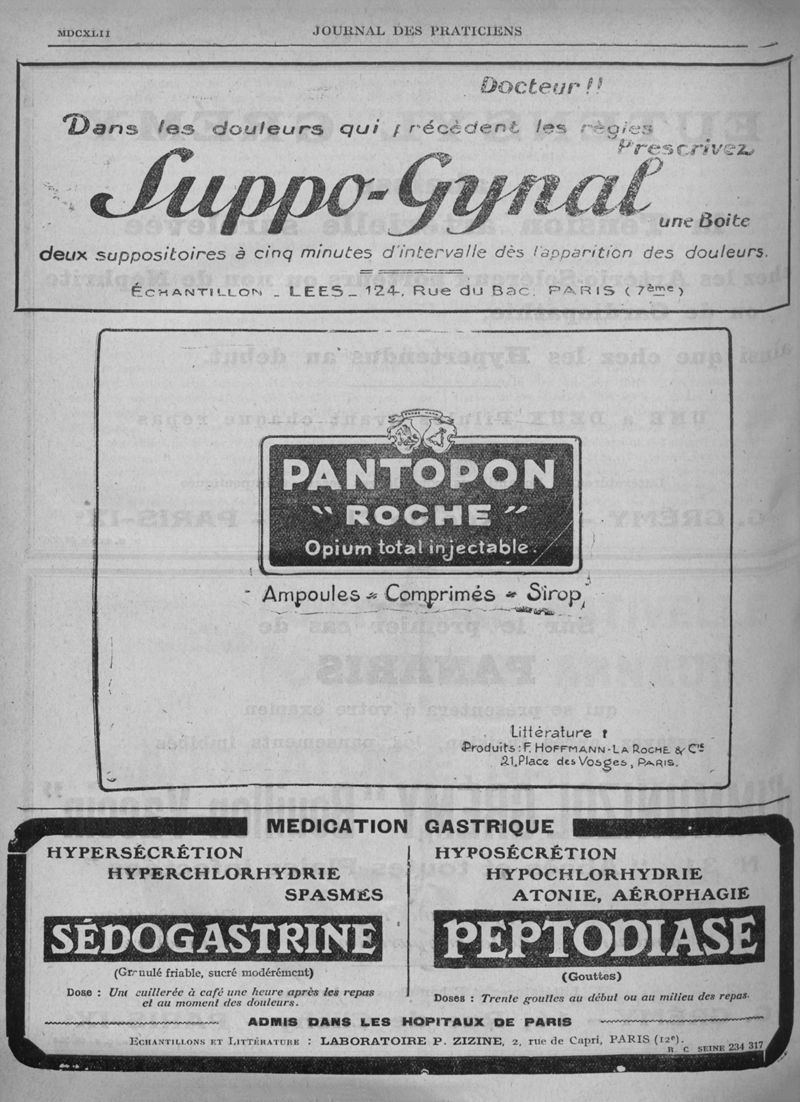 MDCXLII
JOURNAL DES PRATICIENS
Docteur !!
Dans les douleurs qui précèdent les règles
Prescrivez
Suppo-Gynal
une Boite
deux suppositoires à cinq minutes d'intervalle dès l'apparition des douleurs.
ÉCHANTILLON _ LEES _ 124, Rue du Bac, PARIS (7ème)
PANTOPON
"ROCHE"
Opium total injectable.
Ampoules - Comprimés - Sirop
Littérature :
Produits : F. HOFFMANN-LA ROCHE & Cie
21, Place des Vosges, PARIS.
MEDICATION GASTRIQUE
HYPERSÉCRÉTION
HYPERCHLORHYDRIE
SPASMES
SÉDOGASTRINE
(Granulé friable, sucré modérément)
Dose : Une cuillerée à café une heure après les repas
et au moment des douleurs.
HYPOSÉCRÉTION
HYPOCHLORHYDRIE
ATONIE, AÉROPHAGIE
PEPTODIASE
(Gouttes)
Doses : Trente gouttes au début ou au milieu des repas.
ADMIS DANS LES HOPITAUX DE PARIS
ECHANTILLONS ET LITTÉRATURE : LABORATOIRE P. ZIZINE, 2, rue de Capri, PARIS (12e).
R C SEINE 234 317